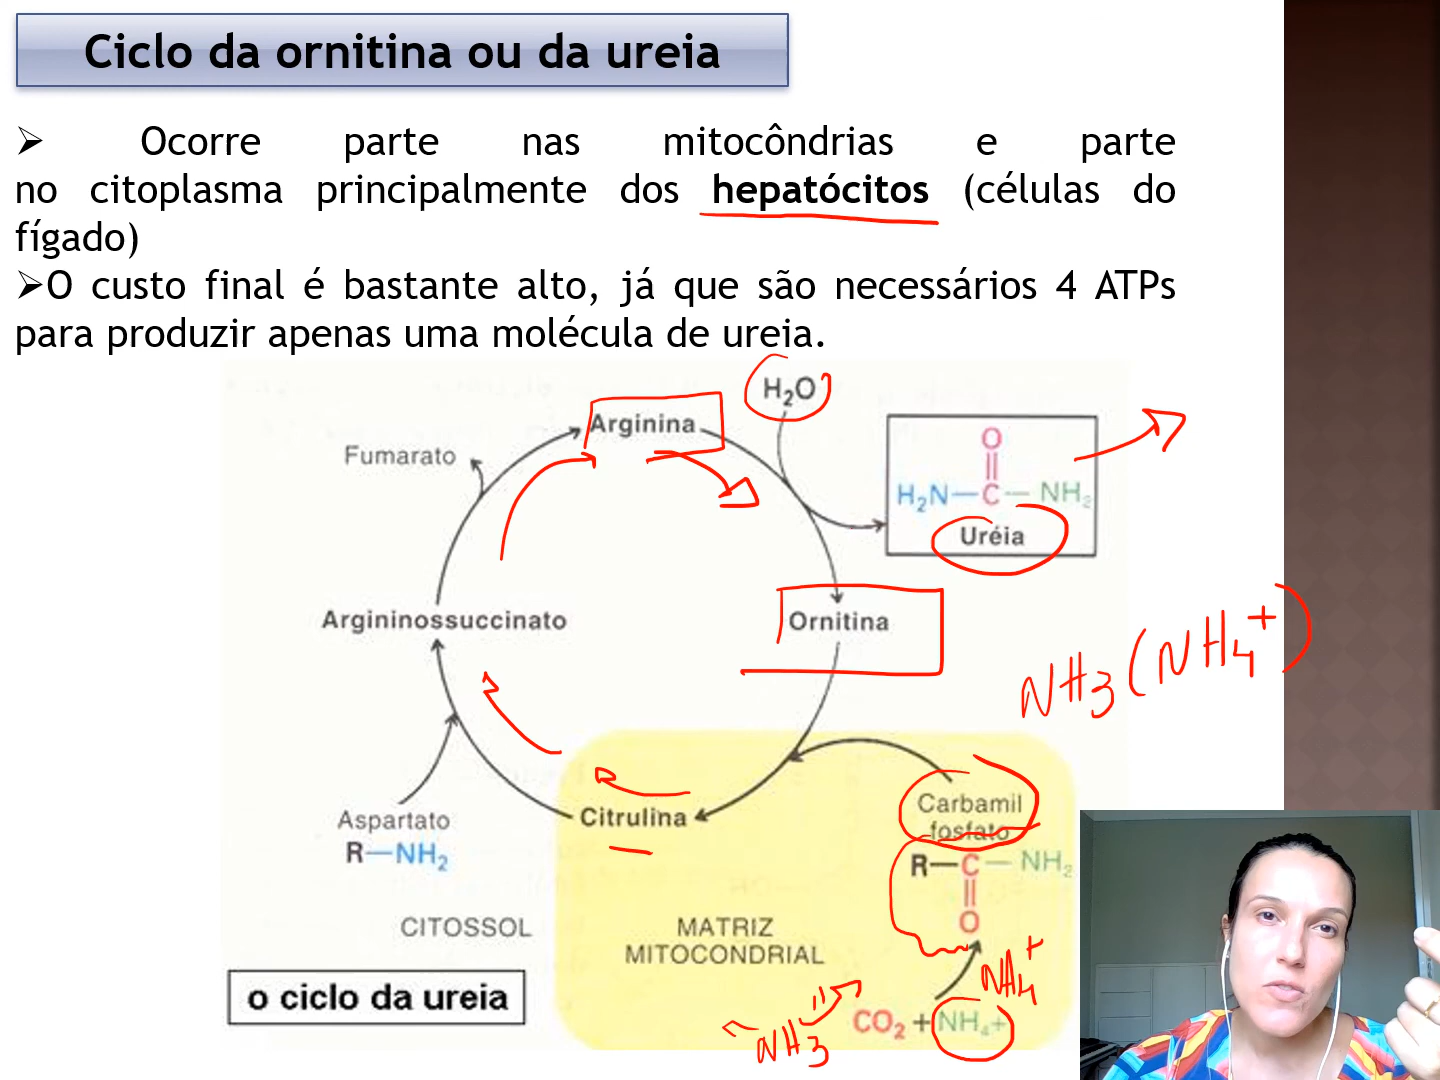 Ciclo da ornitina ou da ureia
➢ Ocorre parte nas mitocôndrias e parte
no citoplasma principalmente dos hepatócitos (células do
fígado)
➢O custo final é bastante alto, já que são necessários 4 ATPs
para produzir apenas uma molécula de ureia.
H₂O
Arginina
Fumarato
O
H₂N—C—NH₂
Uréia
Argininossuccinato
Ornitina
NH3(NH4+)
Aspartato
R—NH₂
Citrulina
Carbamil
fosfato
R—C—NH₂
O
CITOSSOL
MATRIZ
MITOCONDRIAL
NH4+
o ciclo da ureia
NH3
CO₂ + NH₄+